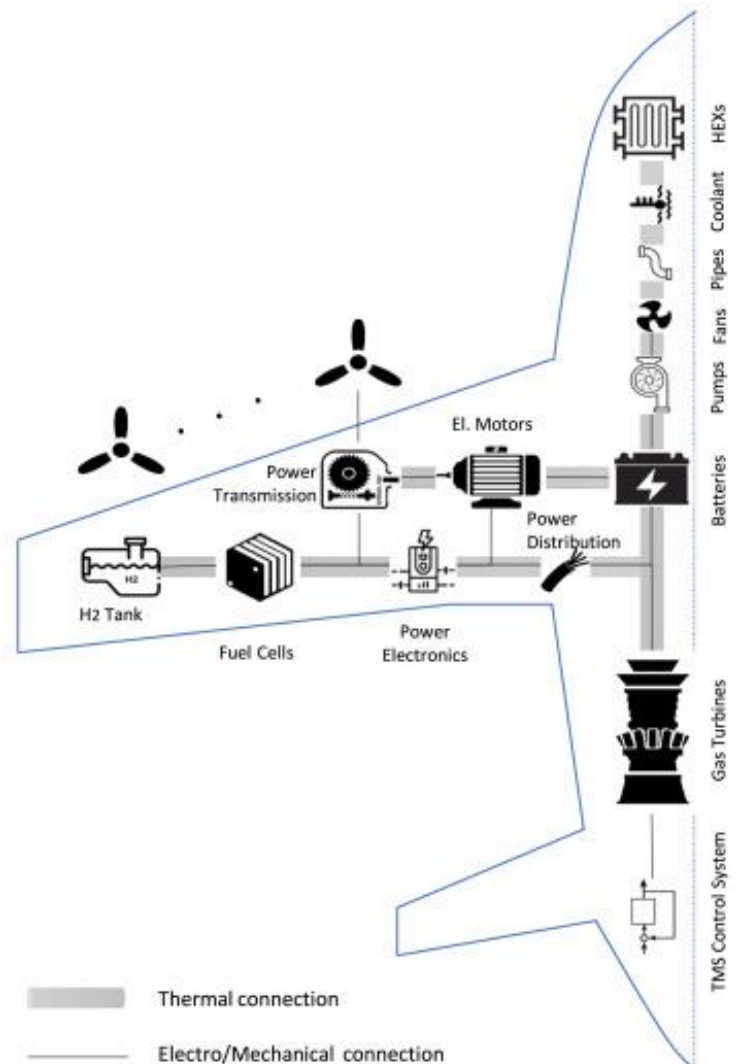 HEXs
Coolant
Pipes
Fans
Pumps
El. Motors
Power
Transmission
Batteries
Power
Distribution
H2
H2 Tank
Fuel Cells
Power
Electronics
Gas Turbines
TMS Control System
Thermal connection
Electro/Mechanical connection